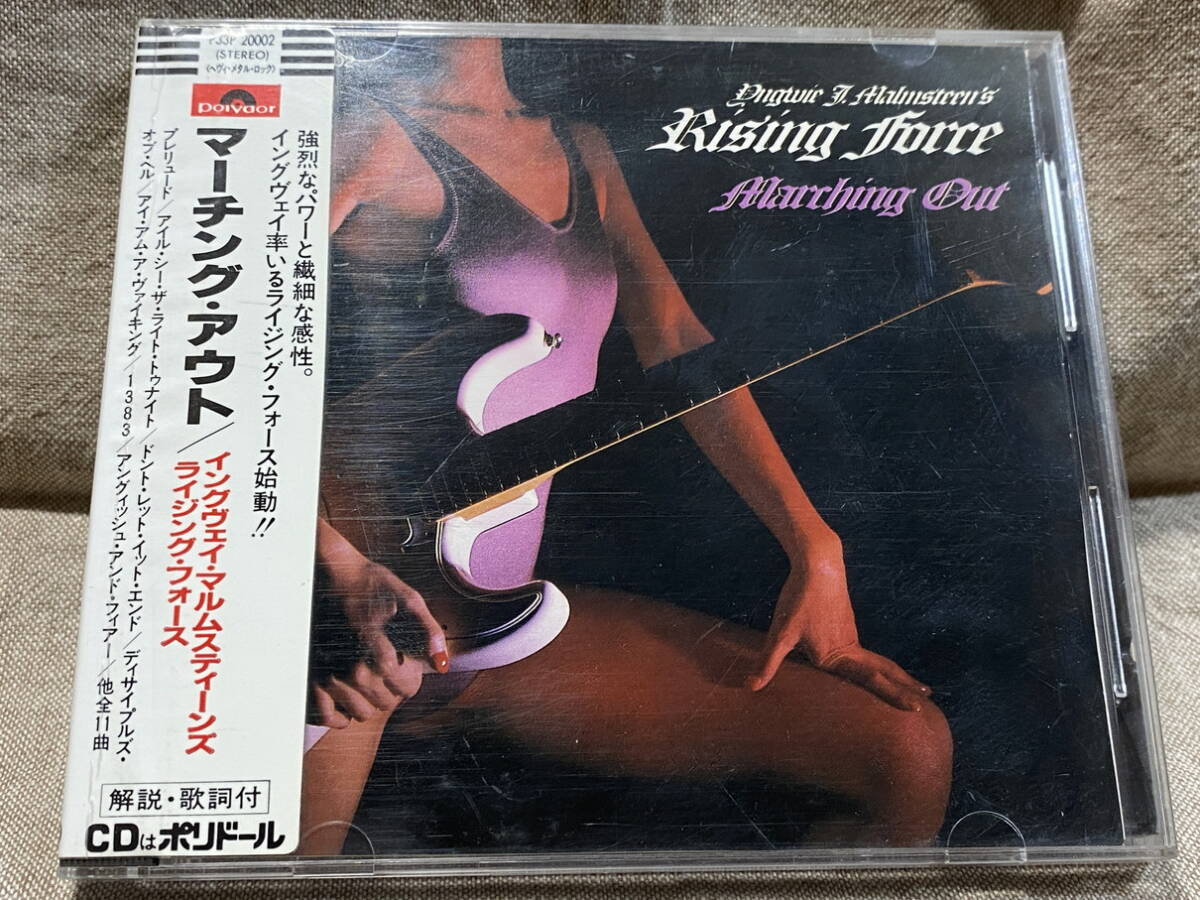 P33P 20002
(STEREO)
〈ヘヴィ・メタル・ロック〉
polydor
強烈なパワーと繊細な感性。
イングヴェイ率いるライジング・フォース始動!!
マーチング・アウト/
イングヴェイ・マルムスティーンズ
ライジング・フォース
プレリュード/アイル・シー・ザ・ライト・トゥナイト/ドント・レット・イット・エンド/ディサイプルズ・
オブ・ヘル/アイ・アム・ア・ヴァイキング/1383/アングィッシュ・アンド・フィアー/他全11曲
解説・歌詞付
CDはポリドール
Yngwie J. Malmsteen's
Rising Force
Marching Out